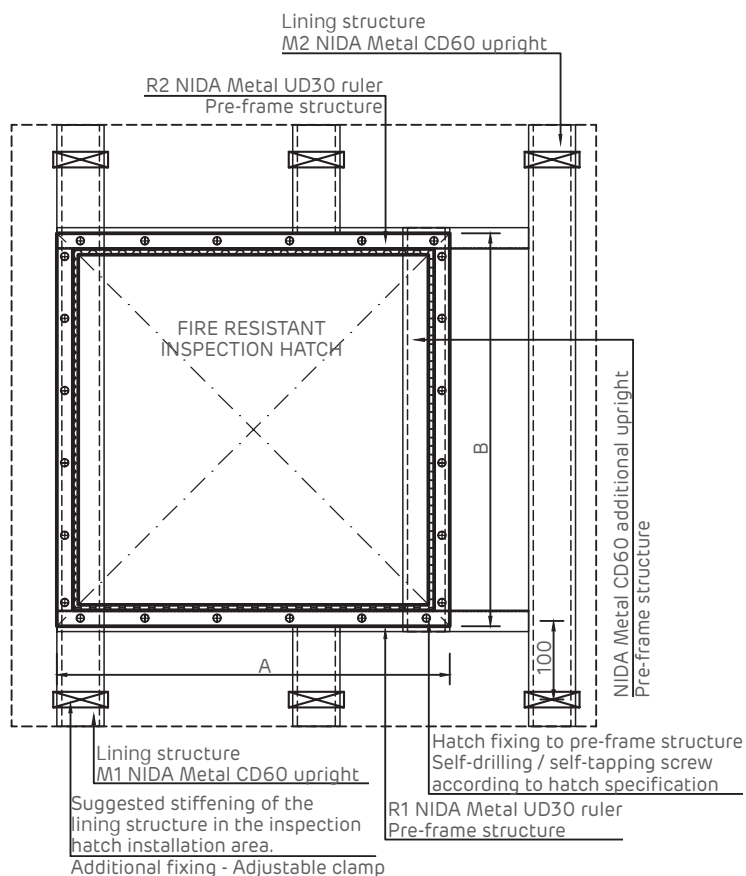 Lining structure
M2 NIDA Metal CD60 upright
R2 NIDA Metal UD30 ruler
Pre-frame structure
FIRE RESISTANT
INSPECTION HATCH
B
NIDA Metal CD60 additional upright
Pre-frame structure
100
A
Lining structure
M1 NIDA Metal CD60 upright
Hatch fixing to pre-frame structure
Self-drilling / self-tapping screw
according to hatch specification
Suggested stiffening of the
lining structure in the inspection
hatch installation area.
Additional fixing - Adjustable clamp
R1 NIDA Metal UD30 ruler
Pre-frame structure